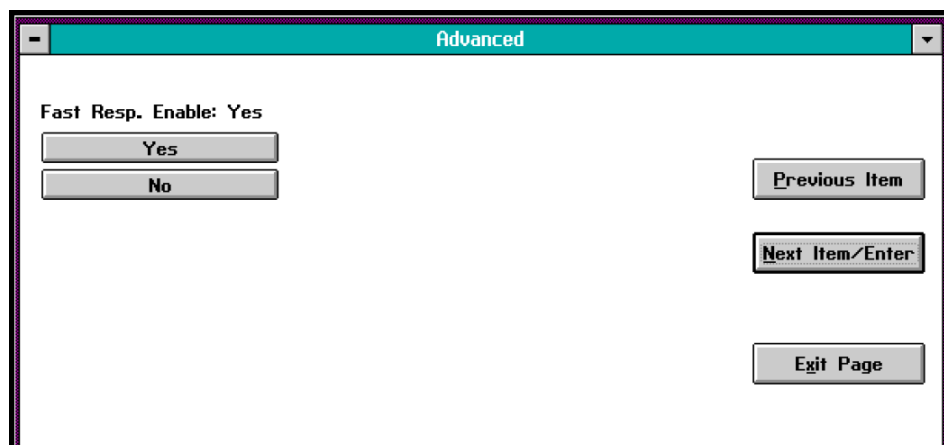 Advanced
Fast Resp. Enable: Yes
Yes
No
Previous Item
Next Item/Enter
Exit Page